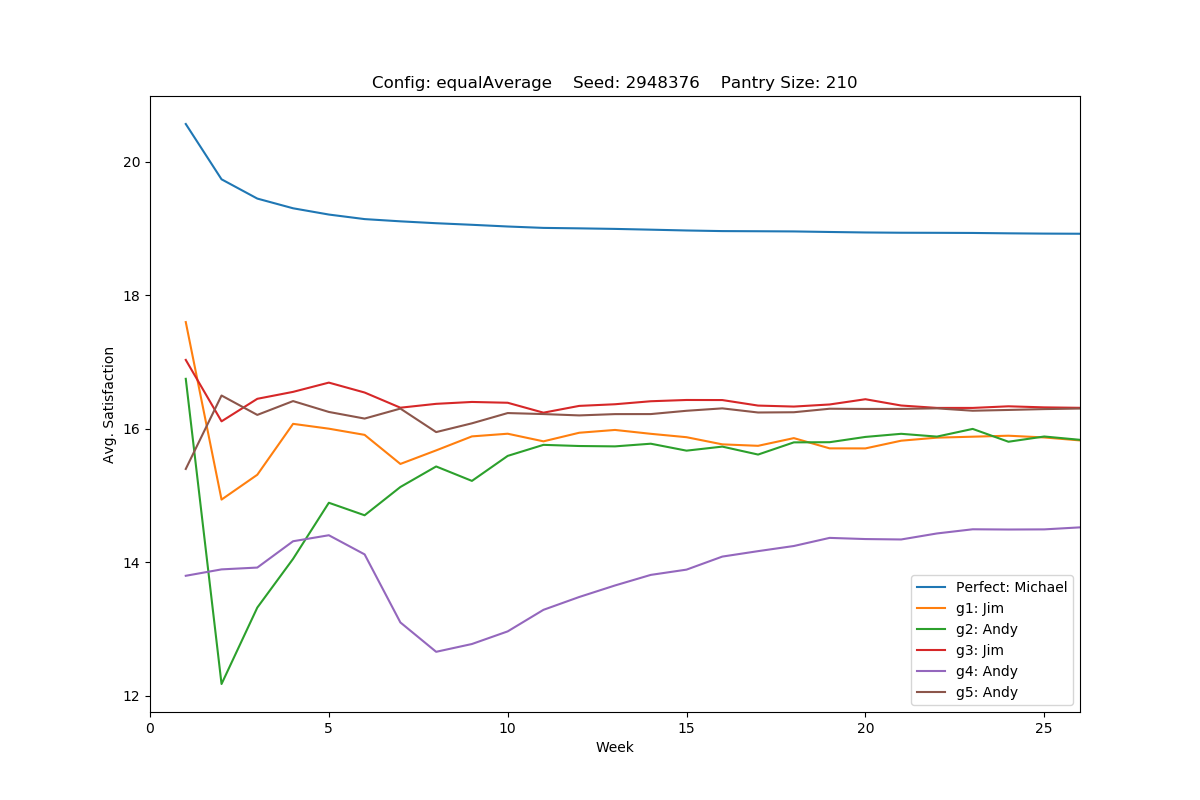 Config: equalAverage    Seed: 2948376    Pantry Size: 210
Avg. Satisfaction
20
18
16
14
12
0 5 10 15 20 25
Week
Perfect: Michael
g1: Jim
g2: Andy
g3: Jim
g4: Andy
g5: Andy